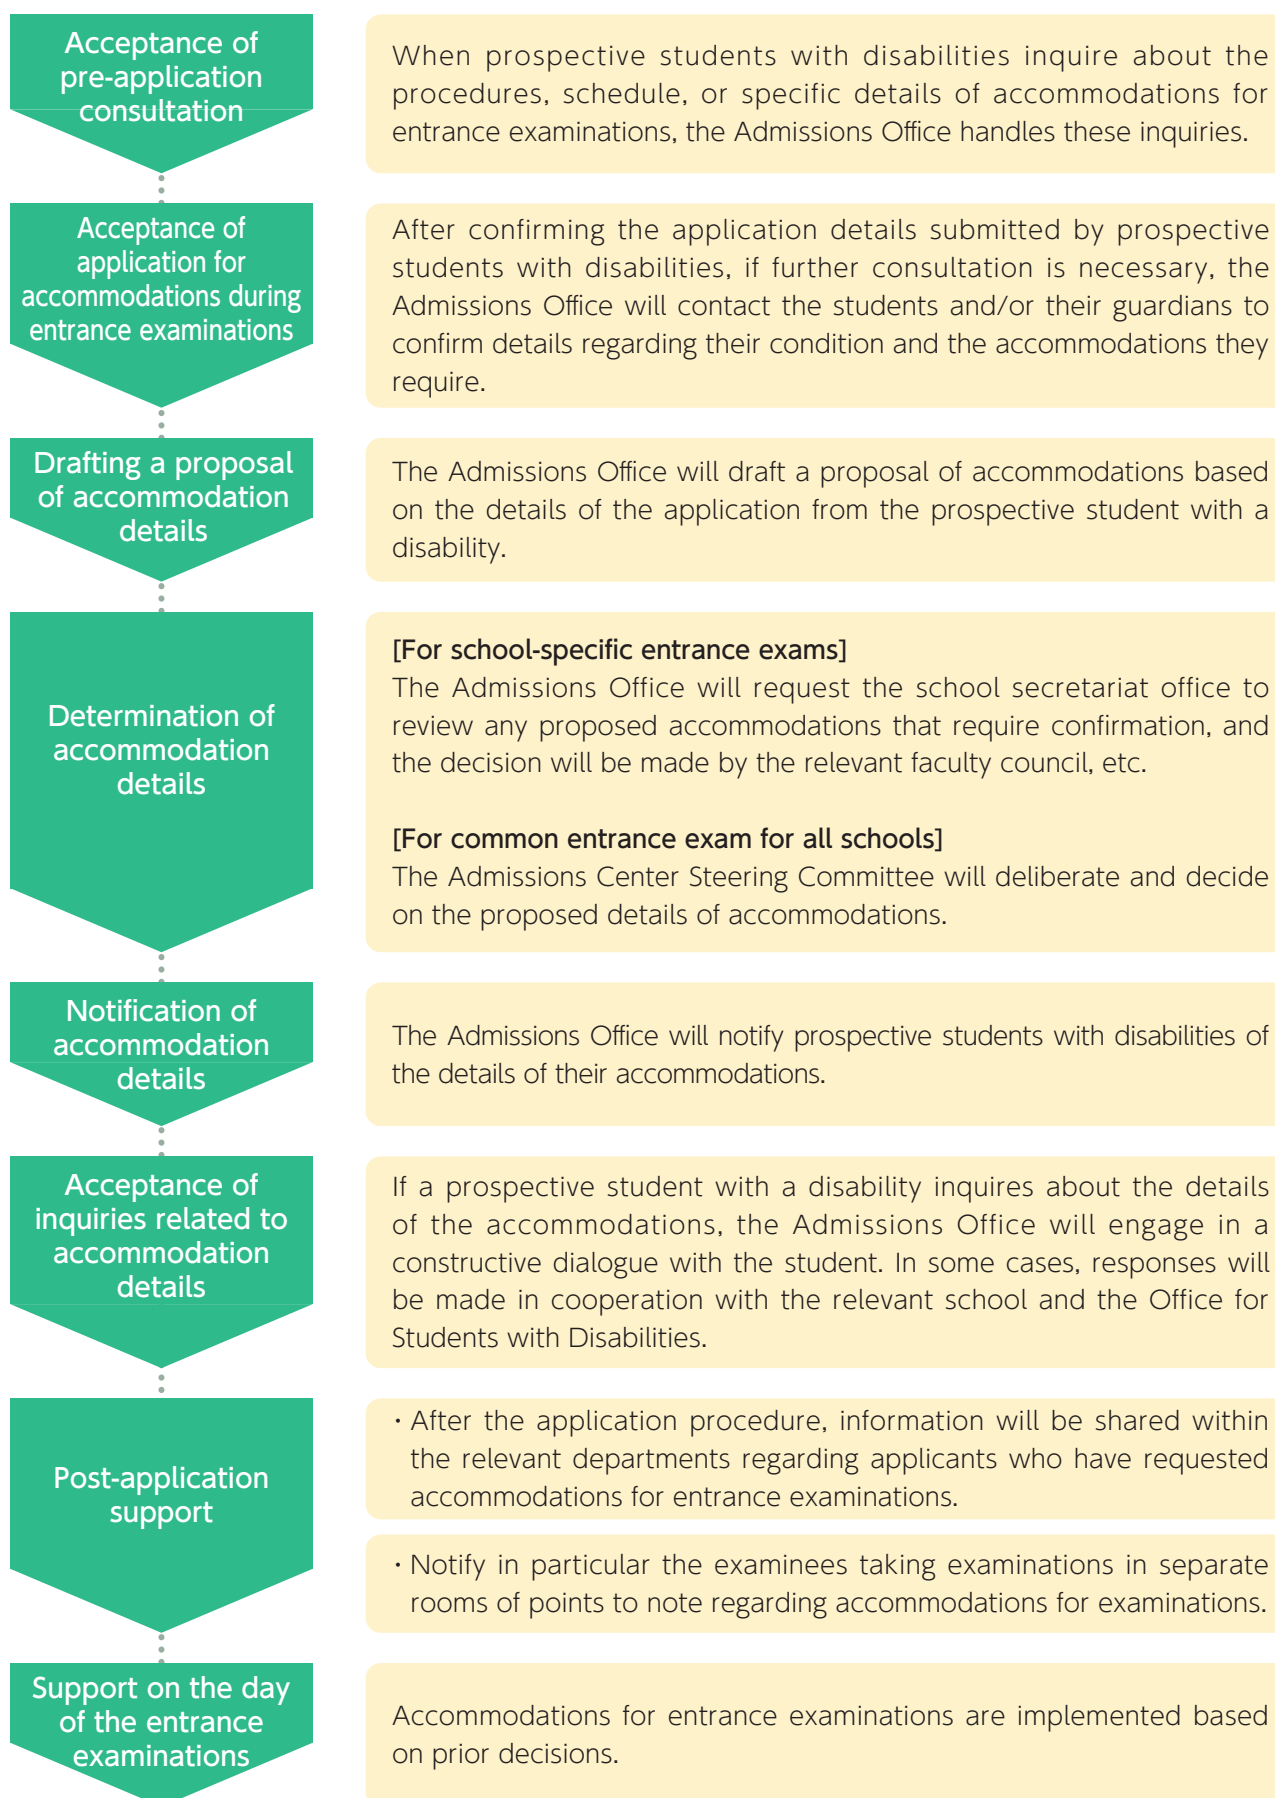 Acceptance of
pre-application
consultation
When prospective students with disabilities inquire about the
procedures, schedule, or specific details of accommodations for
entrance examinations, the Admissions Office handles these inquiries.
Acceptance of
application for
accommodations during
entrance examinations
After confirming the application details submitted by prospective
students with disabilities, if further consultation is necessary, the
Admissions Office will contact the students and/or their guardians to
confirm details regarding their condition and the accommodations they
require.
Drafting a proposal
of accommodation
details
The Admissions Office will draft a proposal of accommodations based
on the details of the application from the prospective student with a
disability.
Determination of
accommodation
details
[For school-specific entrance exams]
The Admissions Office will request the school secretariat office to
review any proposed accommodations that require confirmation, and
the decision will be made by the relevant faculty council, etc.
[For common entrance exam for all schools]
The Admissions Center Steering Committee will deliberate and decide
on the proposed details of accommodations.
Notification of
accommodation
details
The Admissions Office will notify prospective students with disabilities of
the details of their accommodations.
Acceptance of
inquiries related to
accommodation
details
If a prospective student with a disability inquires about the details
of the accommodations, the Admissions Office will engage in a
constructive dialogue with the student. In some cases, responses will
be made in cooperation with the relevant school and the Office for
Students with Disabilities.
Post-application
support
・After the application procedure, information will be shared within
the relevant departments regarding applicants who have requested
accommodations for entrance examinations.
・Notify in particular the examinees taking examinations in separate
rooms of points to note regarding accommodations for examinations.
Support on the day
of the entrance
examinations
Accommodations for entrance examinations are implemented based
on prior decisions.